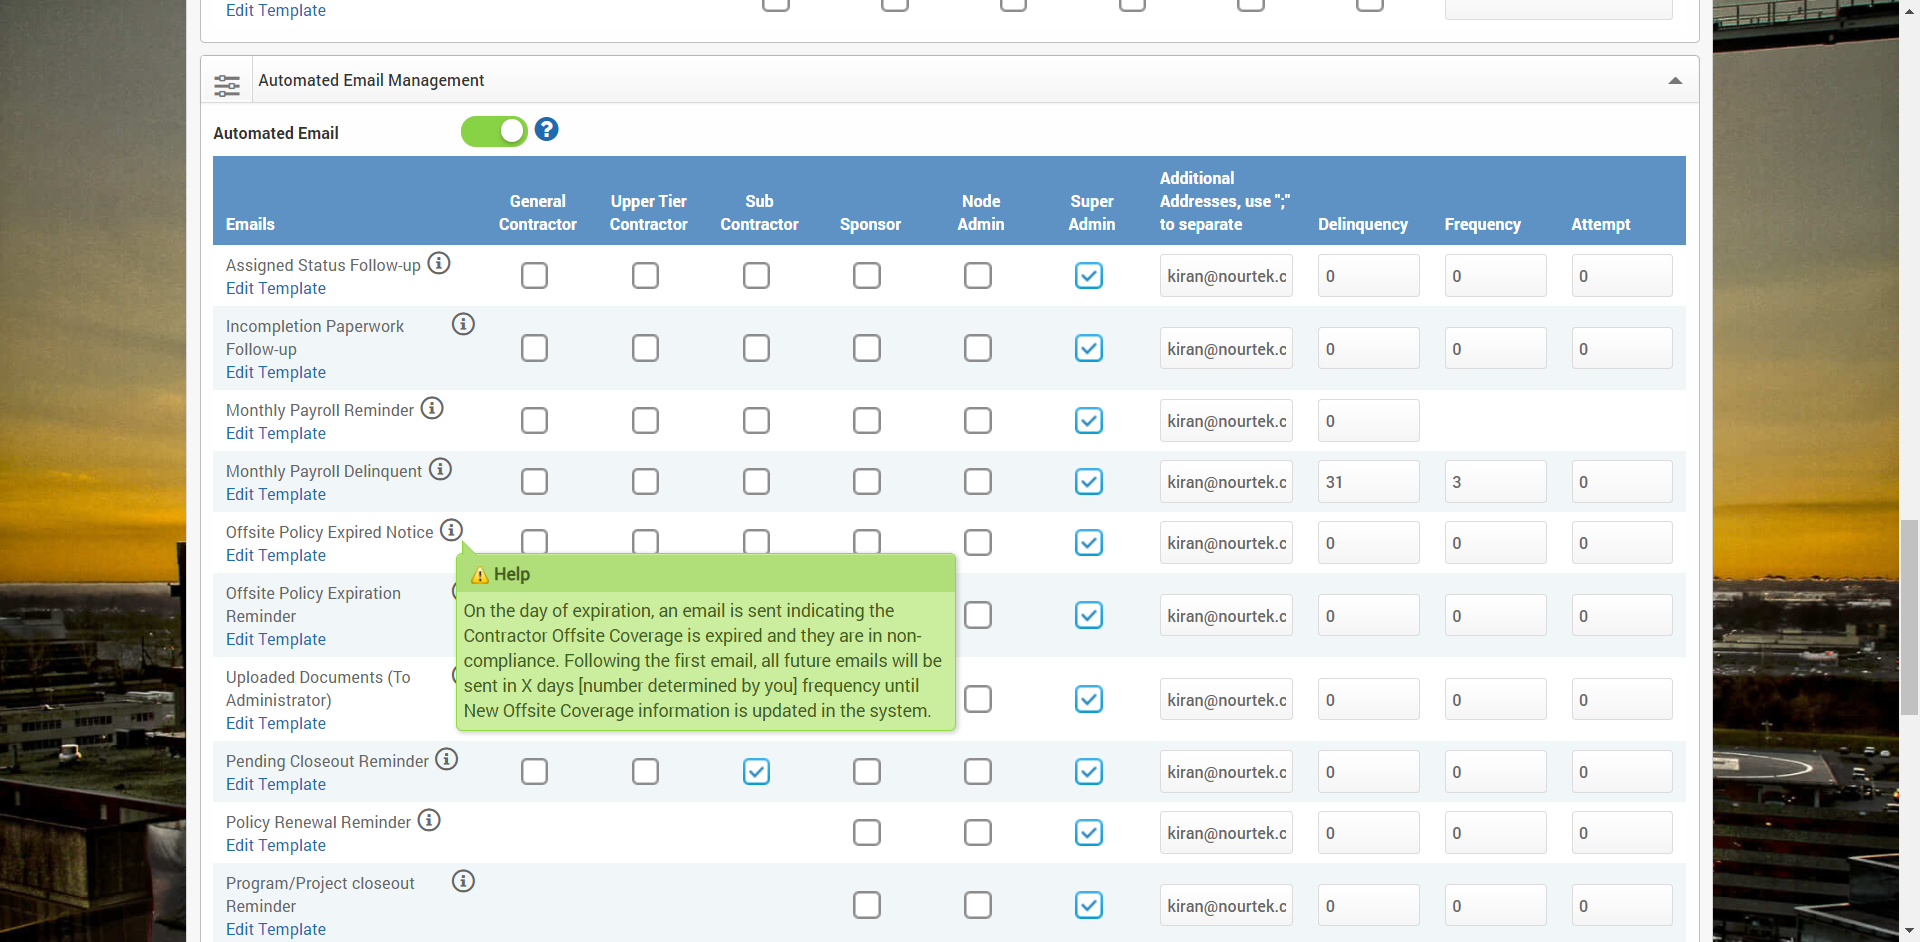 Edit Template
Automated Email Management
Automated Email
?
Emails
General
Contractor
Upper Tier
Contractor
Sub
Contractor
Sponsor
Node
Admin
Super
Admin
Additional
Addresses, use ";"
to separate
Delinquency
Frequency
Attempt
Assigned Status Follow-up
Edit Template
kiran@nourtek.c
0
0
0
Incompletion Paperwork
Follow-up
Edit Template
kiran@nourtek.c
0
0
0
Monthly Payroll Reminder
Edit Template
kiran@nourtek.c
0
Monthly Payroll Delinquent
Edit Template
kiran@nourtek.c
31
3
0
Offsite Policy Expired Notice
Edit Template
kiran@nourtek.c
0
0
0
Help
On the day of expiration, an email is sent indicating the
Contractor Offsite Coverage is expired and they are in non-
compliance. Following the first email, all future emails will be
sent in X days [number determined by you] frequency until
New Offsite Coverage information is updated in the system.
Offsite Policy Expiration
Reminder
Edit Template
kiran@nourtek.c
0
0
0
Uploaded Documents (To
Administrator)
Edit Template
kiran@nourtek.c
0
0
0
Pending Closeout Reminder
Edit Template
kiran@nourtek.c
0
0
0
Policy Renewal Reminder
Edit Template
kiran@nourtek.c
0
0
0
Program/Project closeout
Reminder
Edit Template
kiran@nourtek.c
0
0
0